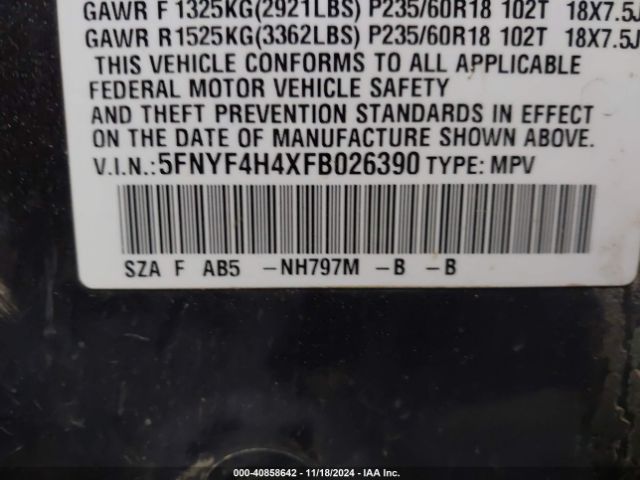 GAWR F 1325KG(2921LBS) P235/60R18 102T 18X7.5J
GAWR R1525KG(3362LBS) P235/60R18 102T 18X7.5J
THIS VEHICLE CONFORMS TO ALL APPLICABLE
FEDERAL MOTOR VEHICLE SAFETY
AND THEFT PREVENTION STANDARDS IN EFFECT
ON THE DATE OF MANUFACTURE SHOWN ABOVE.
V.I.N.:5FNYF4H4XFB026390 TYPE: MPV
SZA F AB5 -NH797M -B -B
© - 40858642 - 11/18/2024 - IAA Inc.